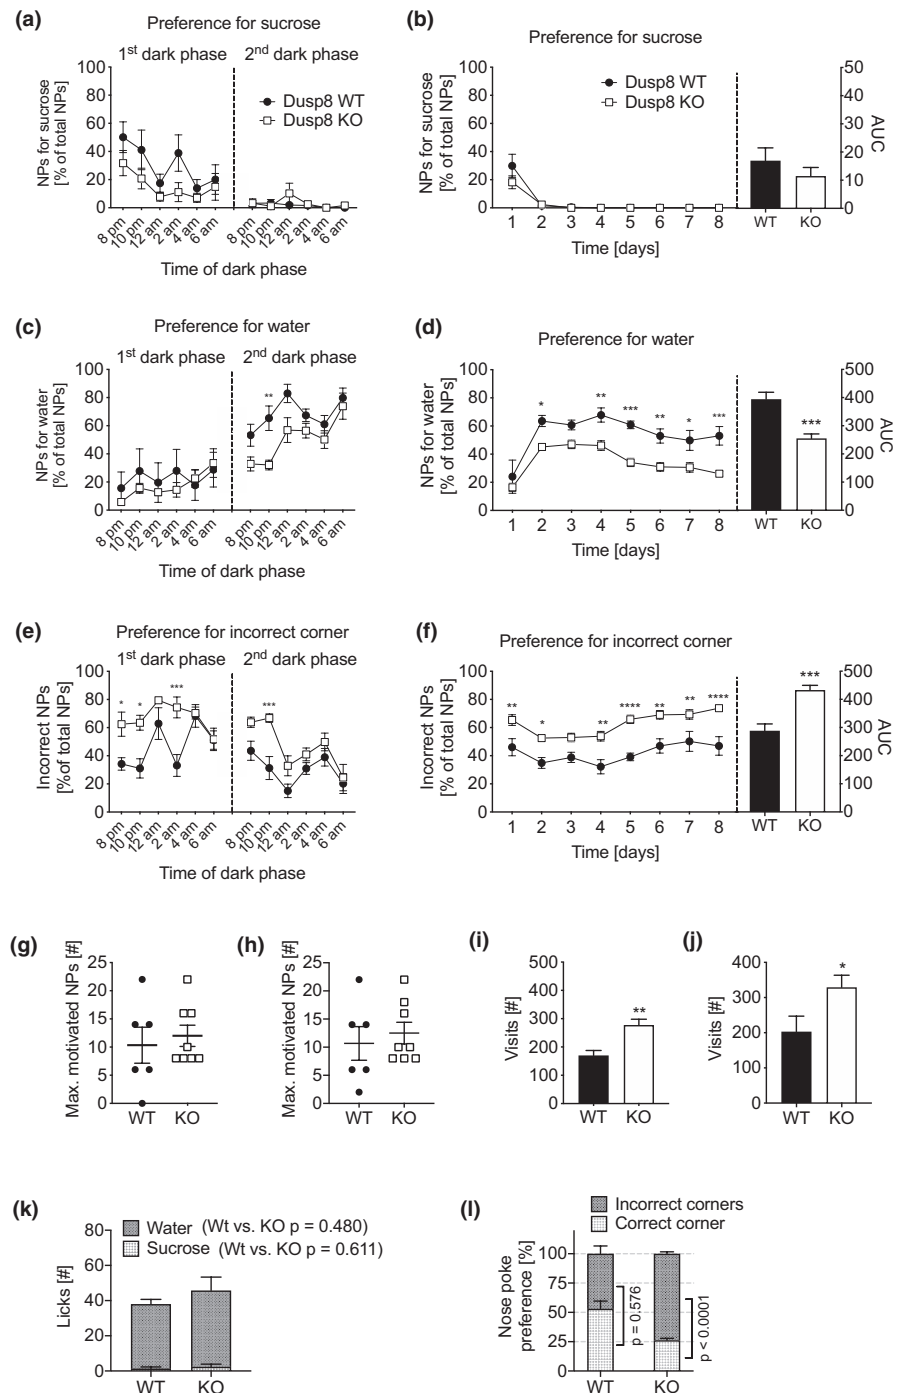 (a)
Preference for sucrose
1st dark phase
2nd dark phase
NPs for sucrose
[% of total NPs]
100
80
60
40
20
0
Dusp8 WT
Dusp8 KO
8 pm
10 pm
12 am
2 am
4 am
6 am
8 pm
10 pm
12 am
2 am
4 am
6 am
Time of dark phase
(b)
Preference for sucrose
NPs for sucrose
[% of total NPs]
100
80
60
40
20
0
Dusp8 WT
Dusp8 KO
1 2 3 4 5 6 7 8
Time [days]
50
40
30
20
10
0
AUC
WT KO
(c)
Preference for water
1st dark phase
2nd dark phase
NPs for water
[% of total NPs]
100
80
60
40
20
0
**
8 pm
10 pm
12 am
2 am
4 am
6 am
8 pm
10 pm
12 am
2 am
4 am
6 am
Time of dark phase
(d)
Preference for water
NPs for water
[% of total NPs]
100
80
60
40
20
0
* ** *** ** * ***
1 2 3 4 5 6 7 8
Time [days]
500
400
300
200
100
0
AUC
***
WT KO
(e)
Preference for incorrect corner
1st dark phase
2nd dark phase
Incorrect NPs
[%of total NPs]
100
80
60
40
20
0
* * *** ***
8 pm
10 pm
12 am
2 am
4 am
6 am
8 pm
10 pm
12 am
2 am
4 am
6 am
Time of dark phase
(f)
Preference for incorrect corner
Incorrect NPs
[% of total NPs]
100
80
60
40
20
0
** * ** **** ** ** ****
1 2 3 4 5 6 7 8
Time [days]
500
400
300
200
100
0
AUC
***
WT KO
(g)
Max. motivated NPs [#]
25
20
15
10
5
0
WT KO
(h)
Max. motivated NPs [#]
25
20
15
10
5
0
WT KO
(i)
Visits [#]
500
400
300
200
100
0
**
WT KO
(j)
Visits [#]
400
300
200
100
0
*
WT KO
(k)
Water (Wt vs. KO p = 0.480)
Sucrose (Wt vs. KO p = 0.611)
Licks [#]
80
60
40
20
0
WT KO
(l)
Incorrect corners
Correct corner
Nose poke
preference [%]
100
75
50
25
0
p = 0.576
p < 0.0001
WT KO